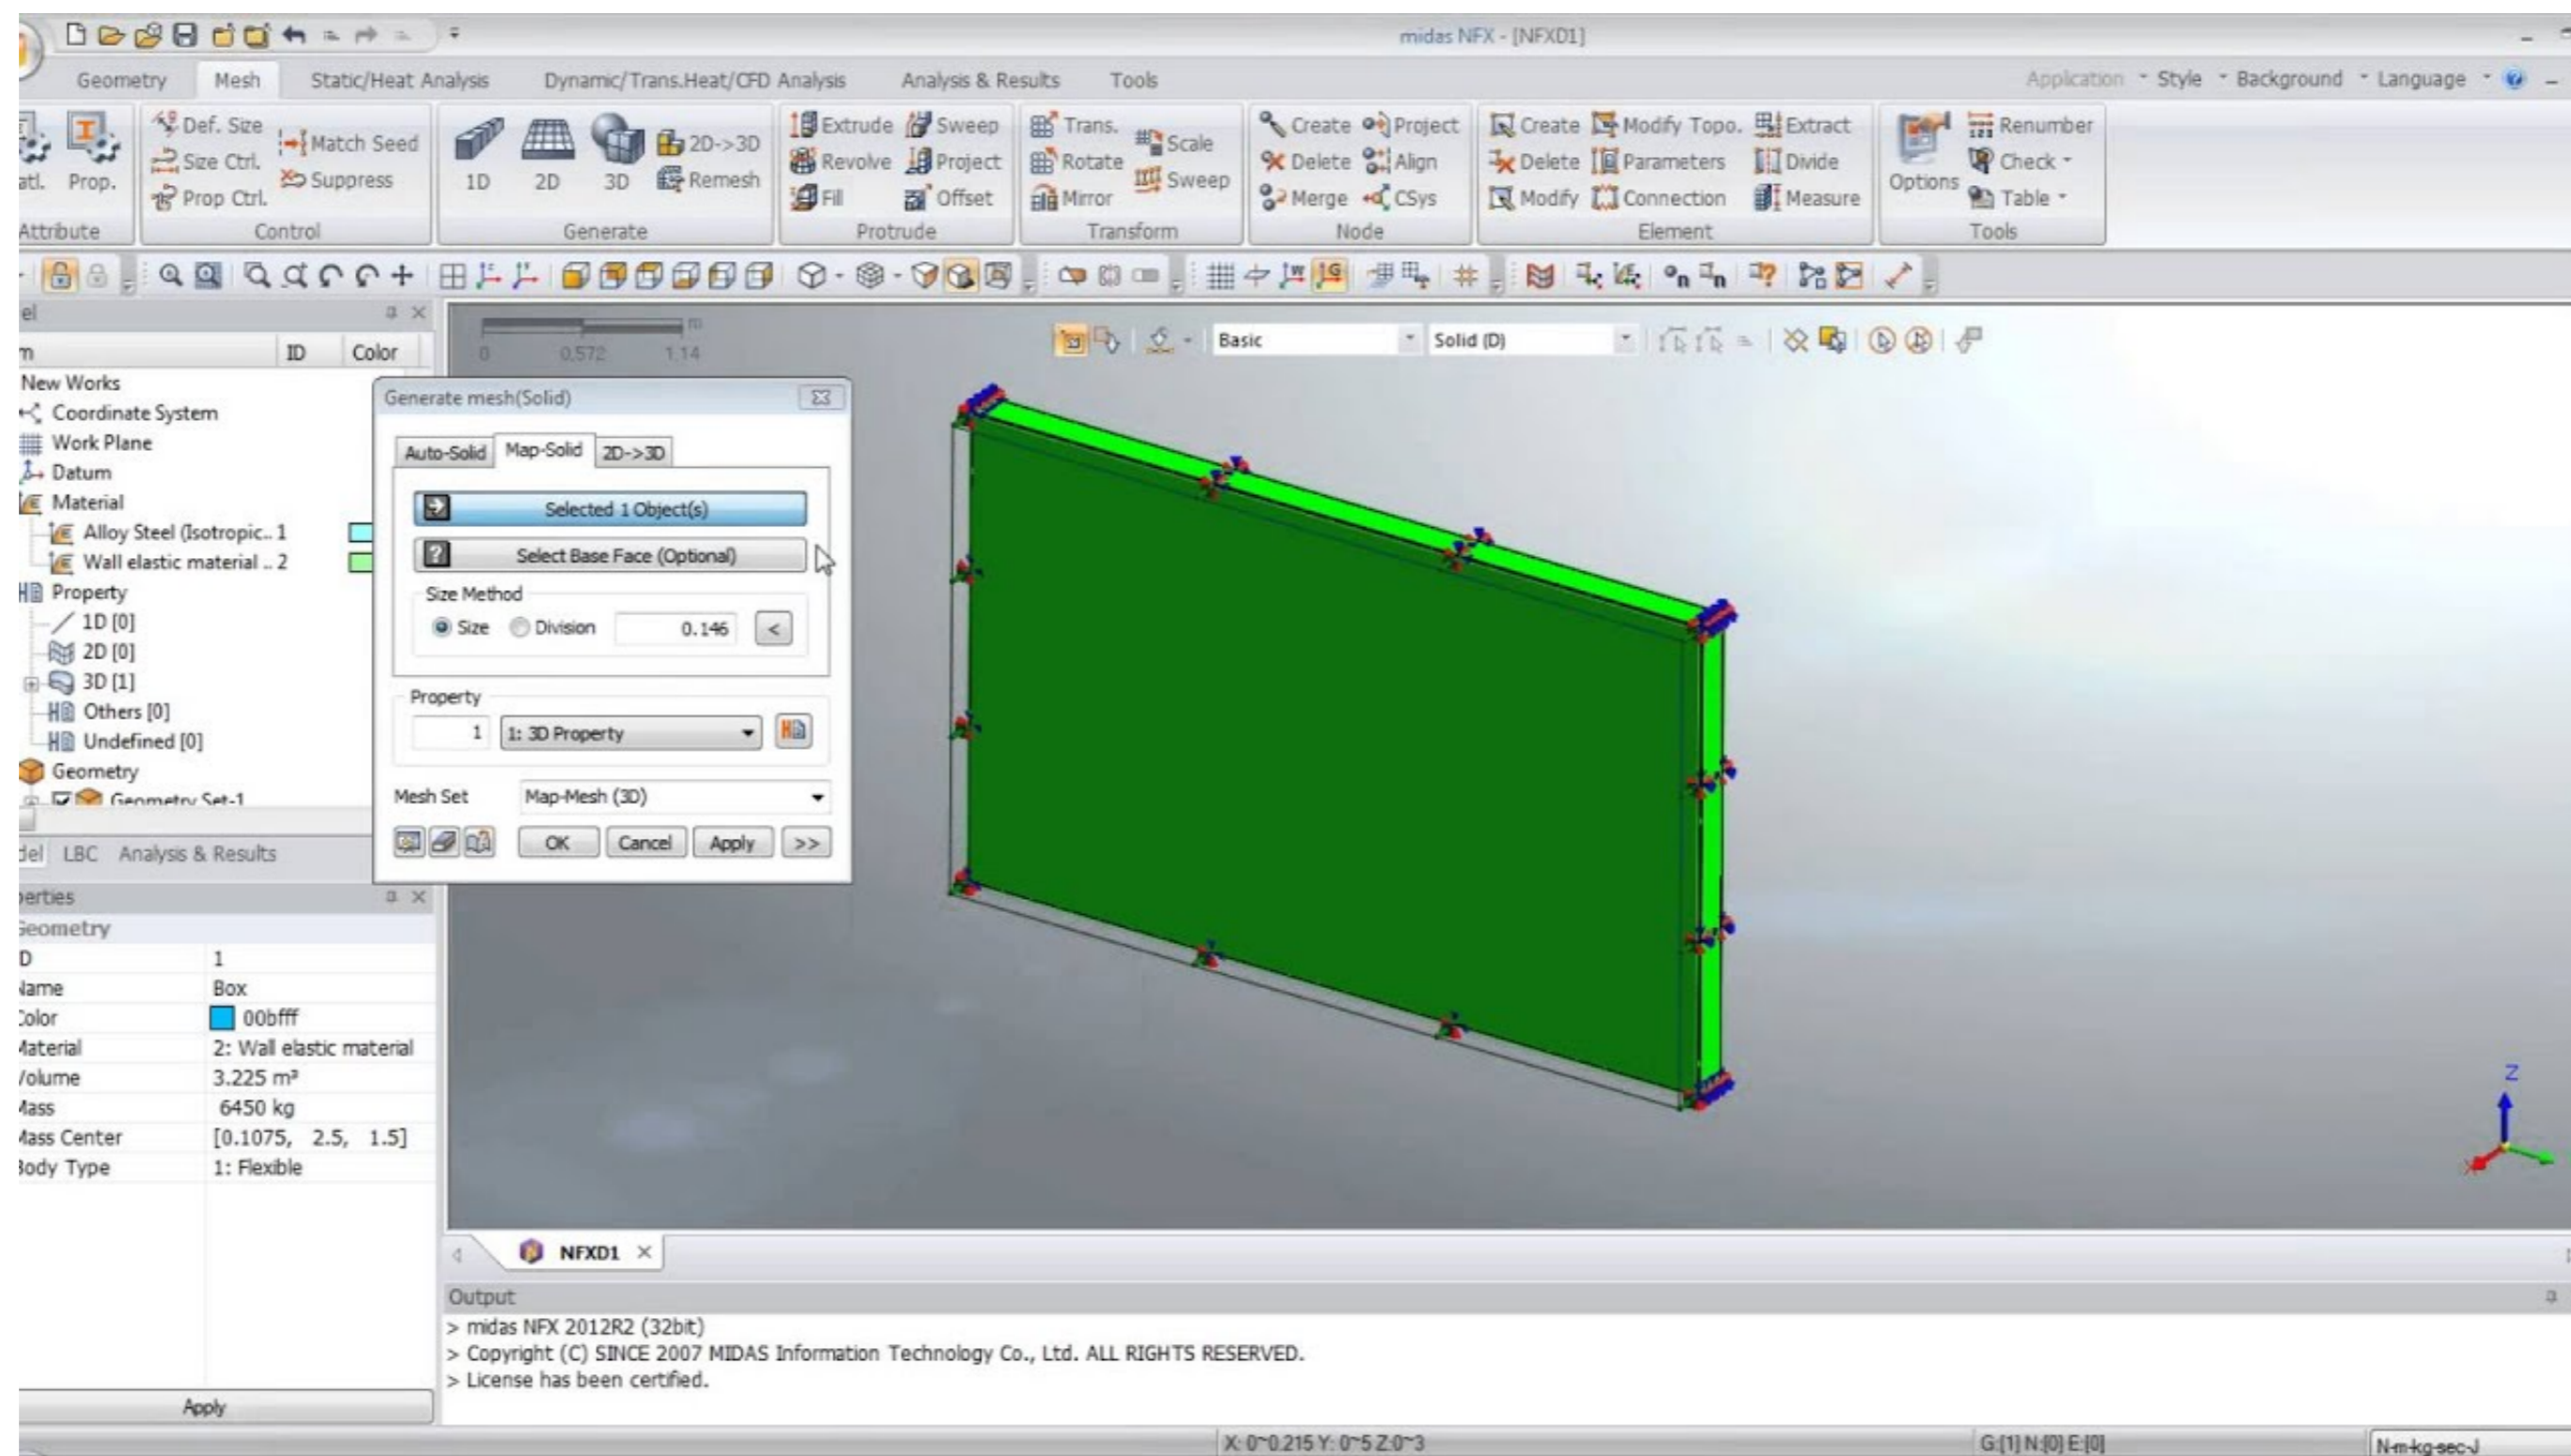 midas NFX - [NFXD1]
Geometry Mesh Static/Heat Analysis Dynamic/Trans.Heat/CFD Analysis Analysis & Results Tools
Application Style Background Language
Prop.
Def. Size
Size Ctrl.
Prop Ctrl.
Match Seed
Suppress
Control
1D 2D 3D
2D->3D
Remesh
Generate
Extrude Sweep
Revolve Project
Fill Offset
Protrude
Trans.
Rotate
Mirror
Scale
Sweep
Transform
Create Project
Delete Align
Merge CSys
Node
Create Modify Topo. Extract
Delete Parameters Divide
Modify Connection Measure
Element
Options
Renumber
Check
Table
Tools
ID Color
New Works
Coordinate System
Work Plane
Datum
Material
Alloy Steel (Isotropic.. 1
Wall elastic material .. 2
Property
1D [0]
2D [0]
3D [1]
Others [0]
Undefined [0]
Geometry
Geometry Set-1
LBC Analysis & Results
0 0.572 1.14 m
Basic Solid (D)
Generate mesh(Solid)
Auto-Solid Map-Solid 2D->3D
Selected 1 Object(s)
Select Base Face (Optional)
Size Method
Size Division 0.146 <
Property
1 1: 3D Property
Mesh Set Map-Mesh (3D)
OK Cancel Apply >>
1
Box
00bfff
2: Wall elastic material
3.225 m³
6450 kg
[0.1075, 2.5, 1.5]
1: Flexible
Apply
Z
X
NFXD1
Output
> midas NFX 2012R2 (32bit)
> Copyright (C) SINCE 2007 MIDAS Information Technology Co., Ltd. ALL RIGHTS RESERVED.
> License has been certified.
X: 0~0.215 Y: 0~5 Z:0~3
G:[1] N:[0] E:[0]
N-m-kg-sec-J